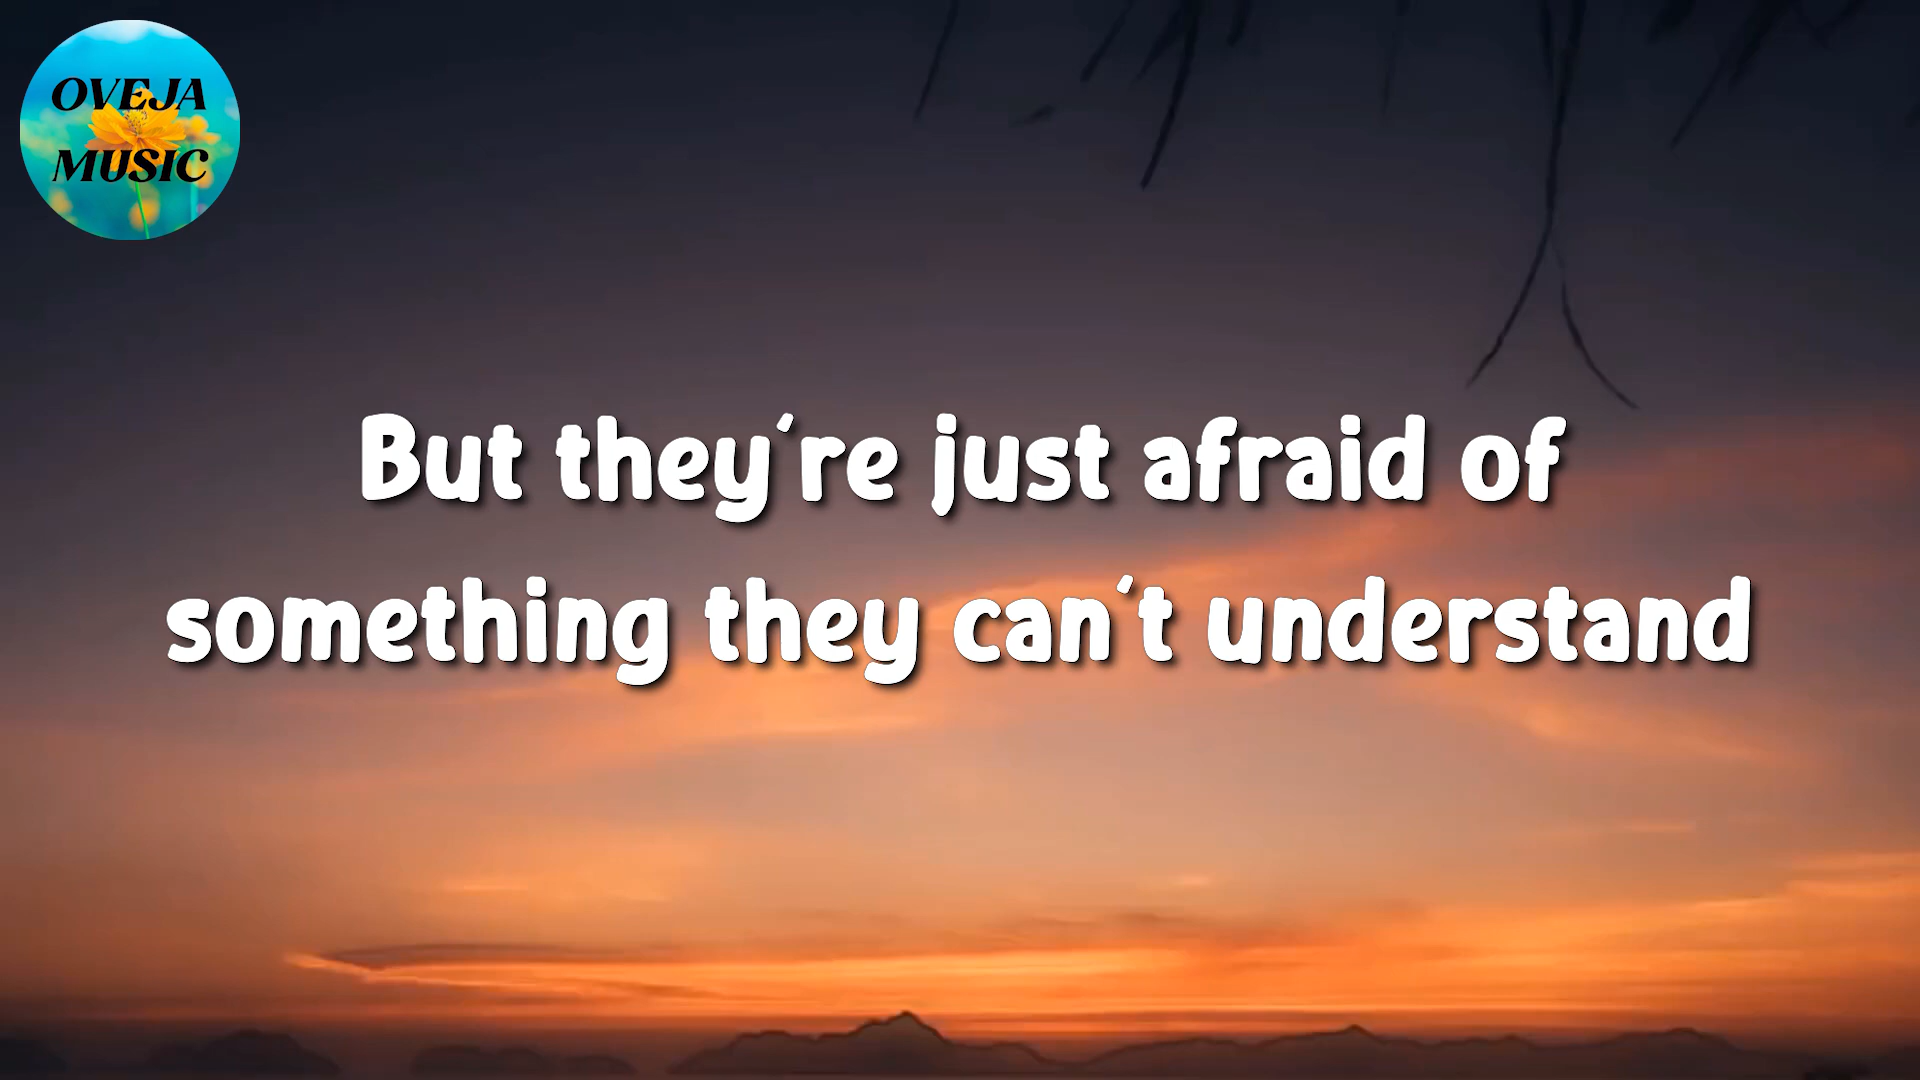 OVEJA
MUSIC
But they're just afraid of
something they can't understand